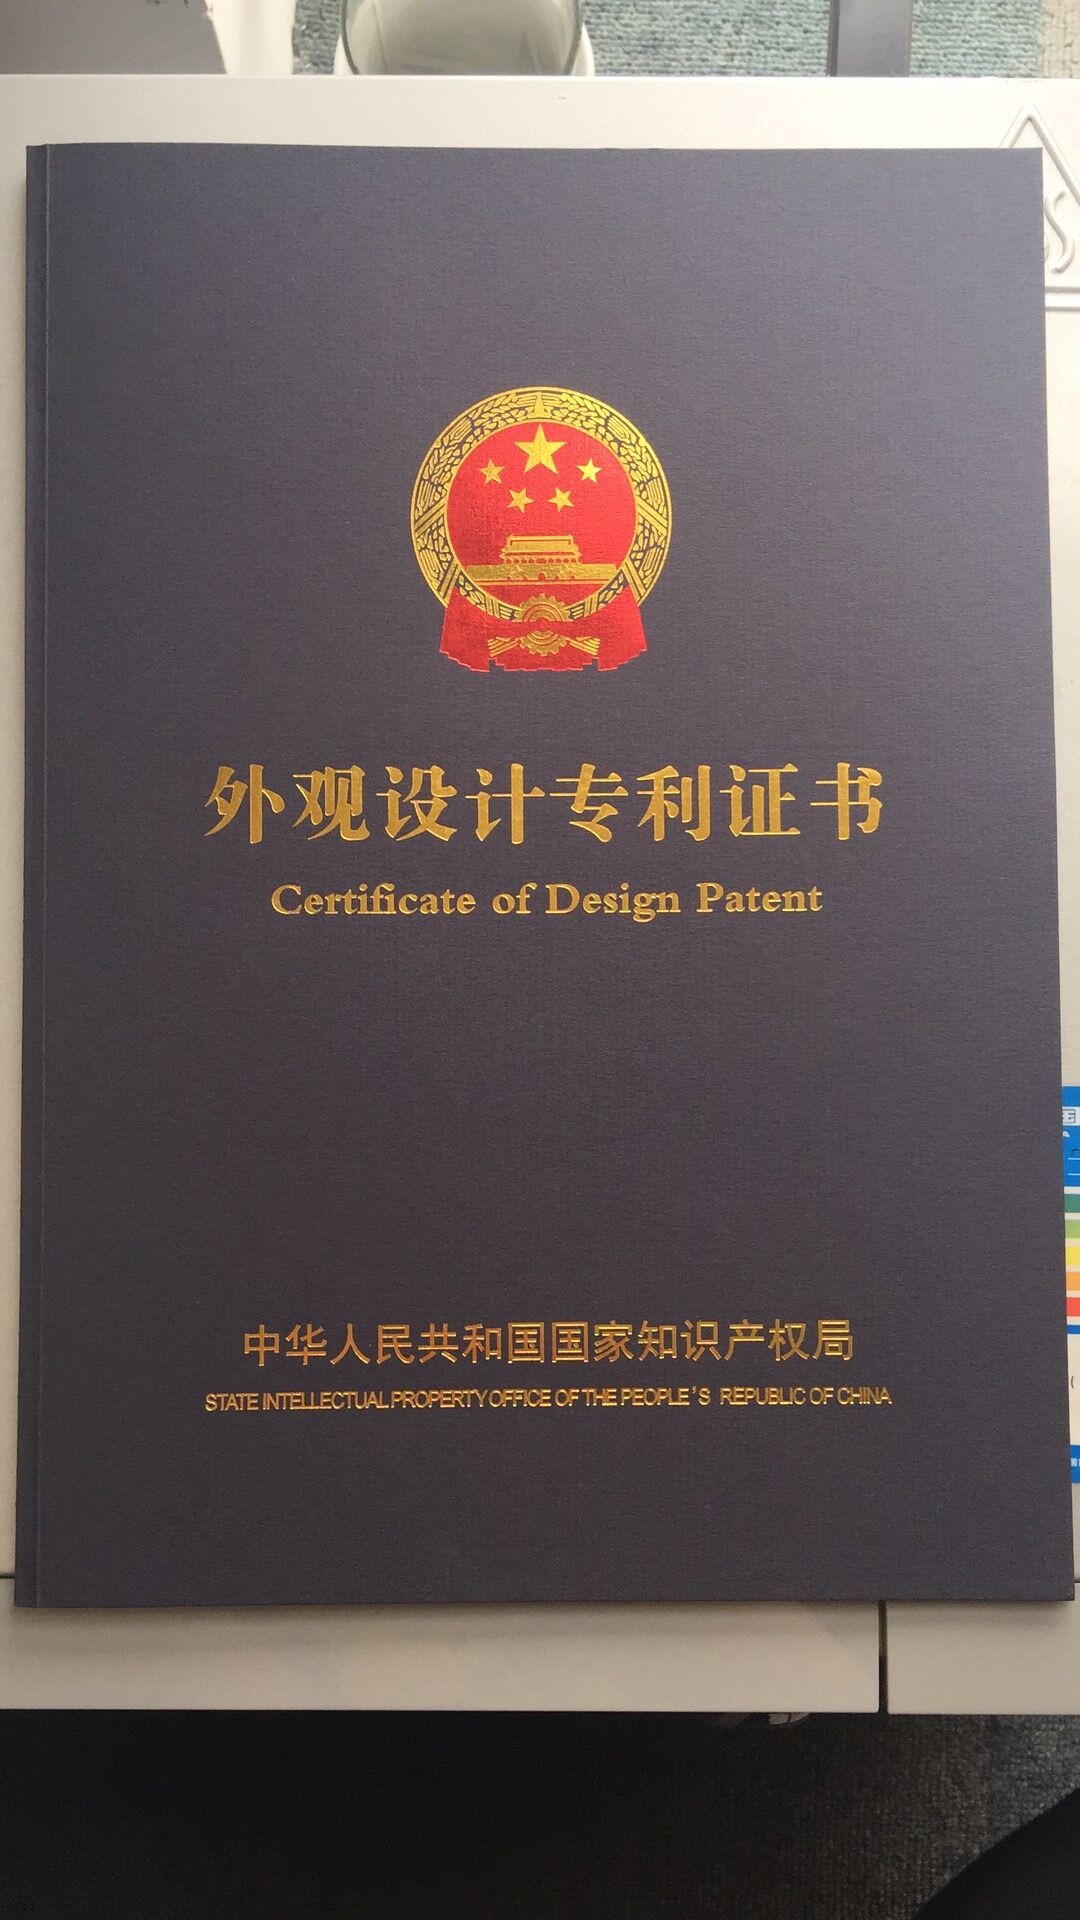 外观设计专利证书
Certificate of Design Patent
中华人民共和国国家知识产权局
STATE INTELLECTUAL PROPERTY OFFICE OF THE PEOPLE'S REPUBLIC OF CHINA